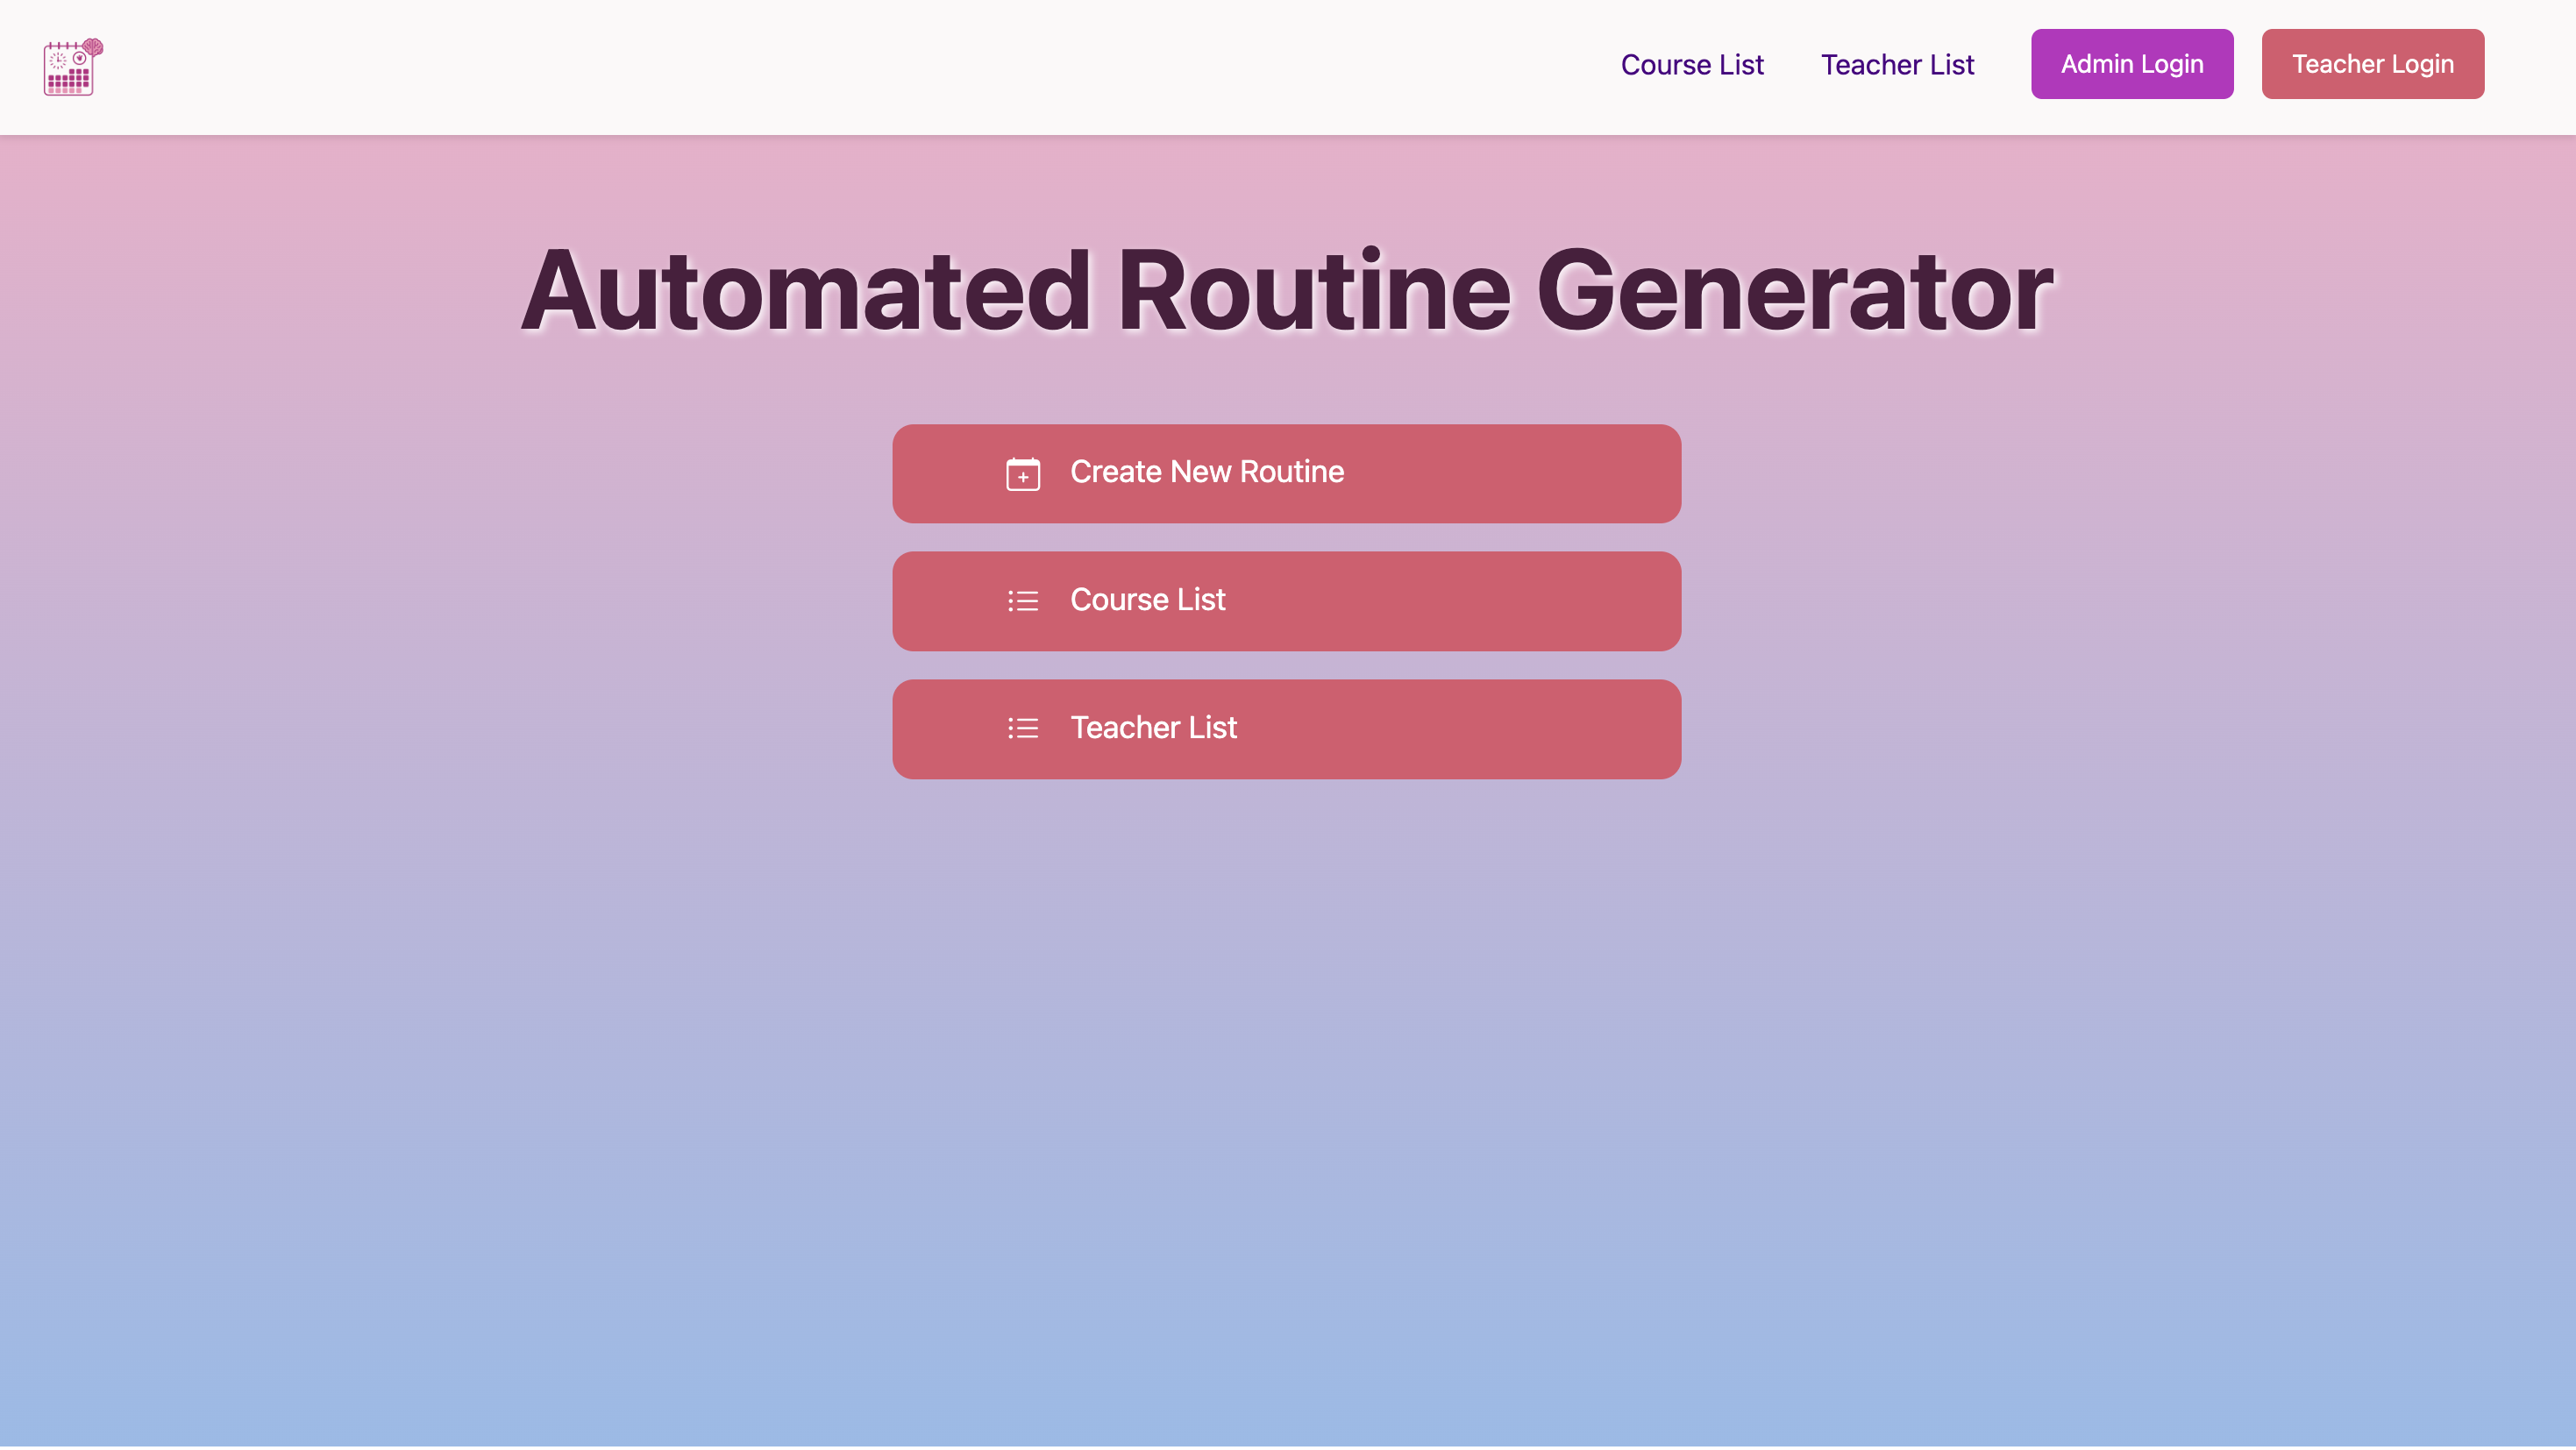 Course List
Teacher List
Admin Login
Teacher Login
Automated Routine Generator
Create New Routine
Course List
Teacher List